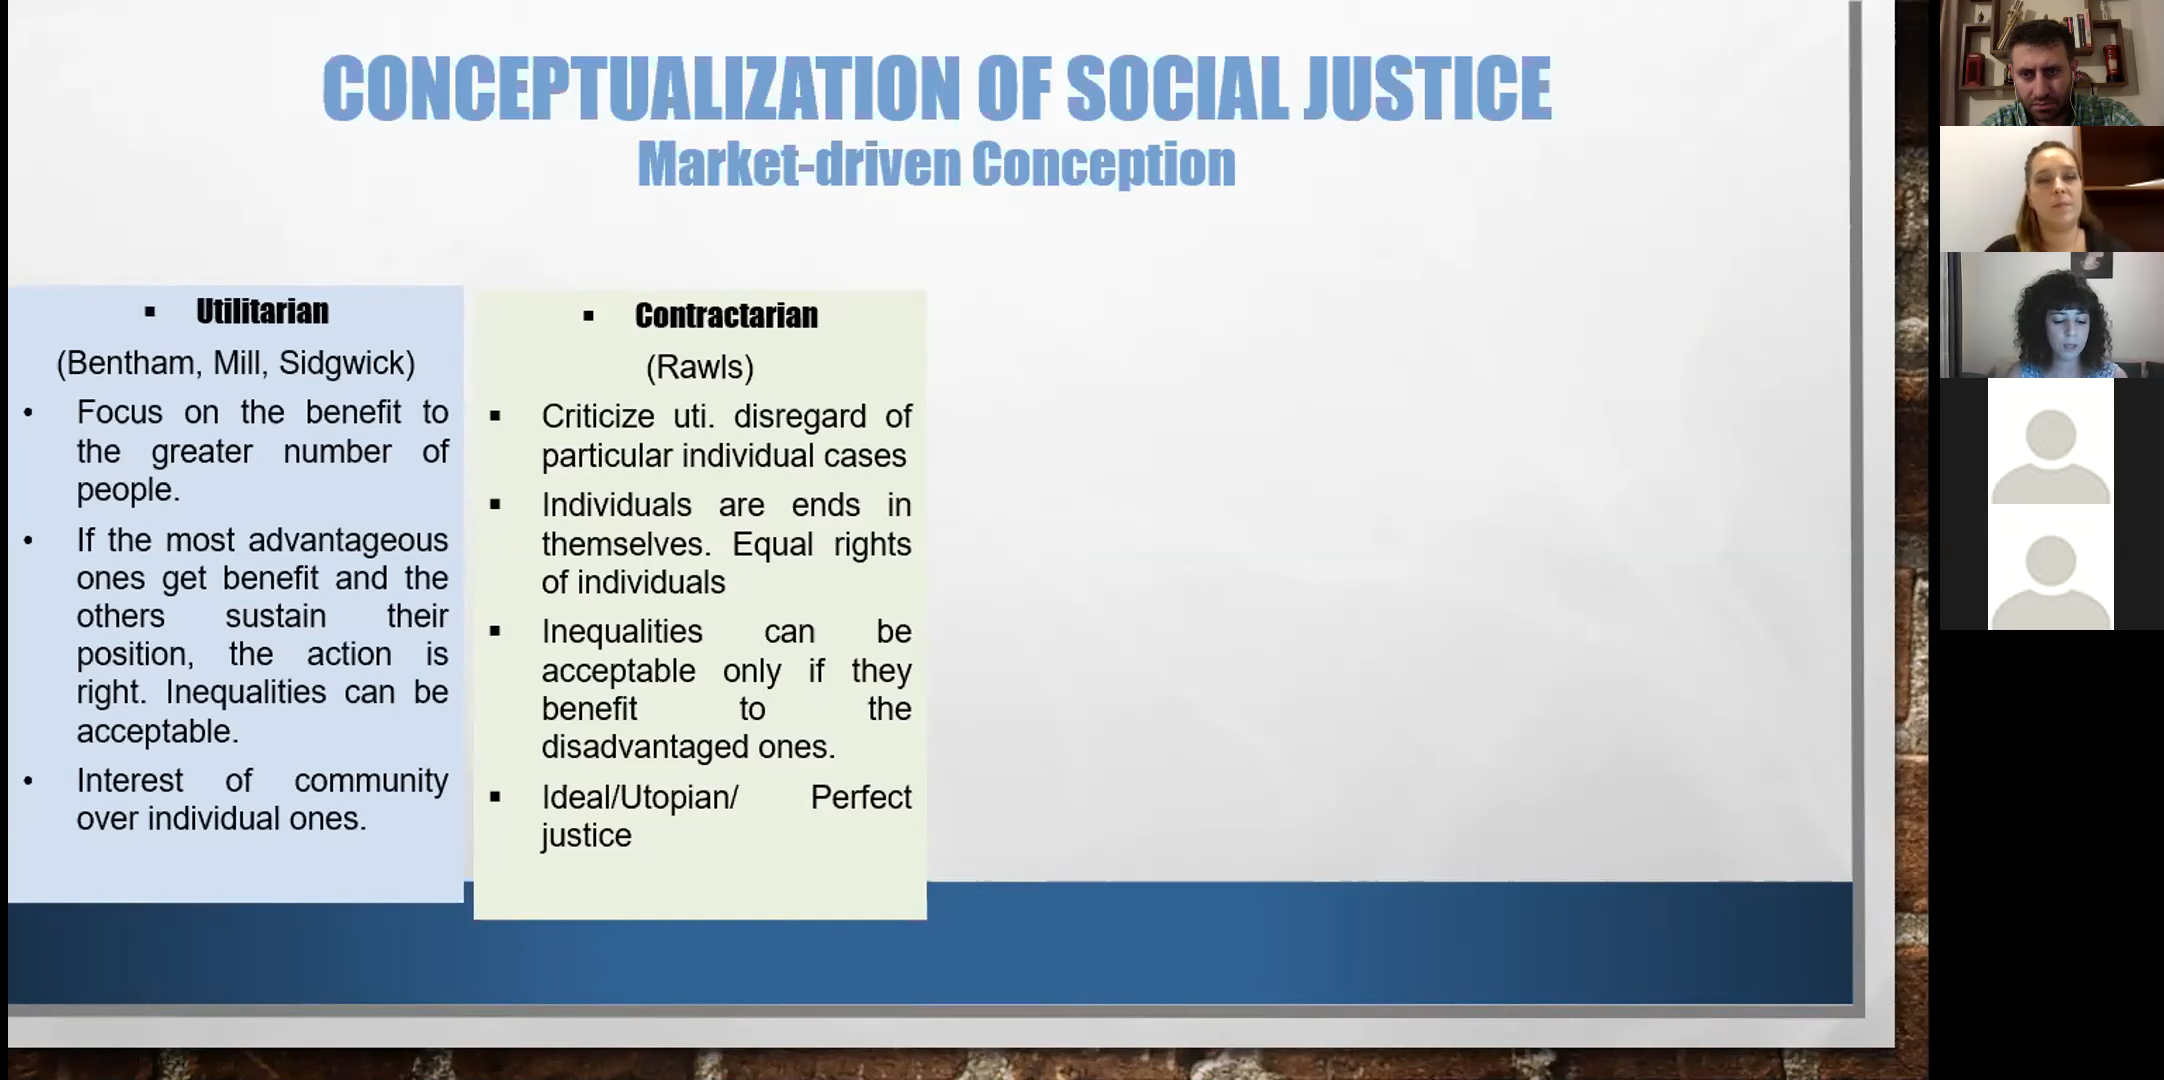 CONCEPTUALIZATION OF SOCIAL JUSTICE
Market-driven Conception
▪ Utilitarian
(Bentham, Mill, Sidgwick)
• Focus on the benefit to
the greater number of
people.
• If the most advantageous
ones get benefit and the
others sustain their
position, the action is
right. Inequalities can be
acceptable.
• Interest of community
over individual ones.
▪ Contractarian
(Rawls)
▪ Criticize uti. disregard of
particular individual cases
▪ Individuals are ends in
themselves. Equal rights
of individuals
▪ Inequalities can be
acceptable only if they
benefit to the
disadvantaged ones.
▪ Ideal/Utopian/ Perfect
justice